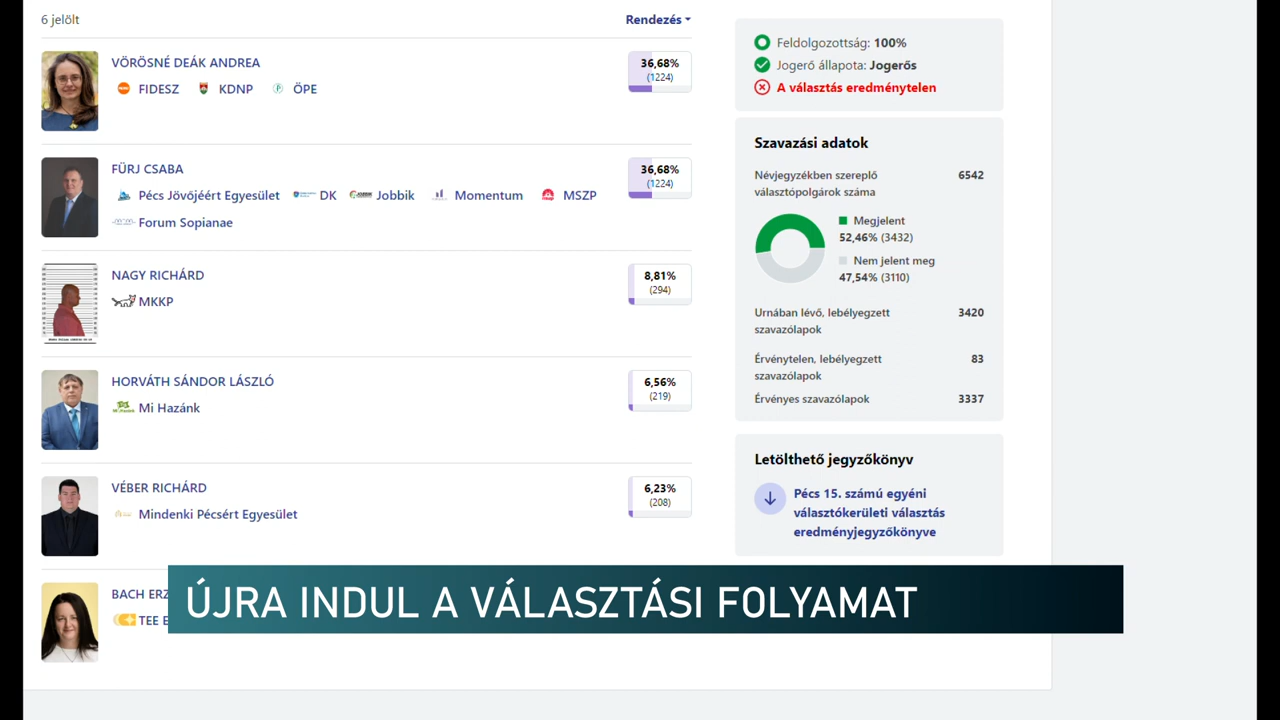 6 jelölt
Rendezés
VÖRÖSNÉ DEÁK ANDREA
FIDESZ KDNP ÖPE
36,68%
(1224)
FÜRJ CSABA
Pécs Jövőjéért Egyesület DK Jobbik Momentum MSZP
Forum Sopianae
36,68%
(1224)
NAGY RICHÁRD
MKKP
8,81%
(294)
HORVÁTH SÁNDOR LÁSZLÓ
Mi Hazánk
6,56%
(219)
VÉBER RICHÁRD
Mindenki Pécsért Egyesület
6,23%
(208)
BACH ERZ
TEE E
Feldolgozottság: 100%
Jogerő állapota: Jogerős
A választás eredménytelen
Szavazási adatok
Névjegyzékben szereplő
választópolgárok száma
6542
Megjelent
52,46% (3432)
Nem jelent meg
47,54% (3110)
Urnában lévő, lebélyegzett
szavazólapok
3420
Érvénytelen, lebélyegzett
szavazólapok
83
Érvényes szavazólapok
3337
Letölthető jegyzőkönyv
Pécs 15. számú egyéni
választókerületi választás
eredményjegyzőkönyve
ÚJRA INDUL A VÁLASZTÁSI FOLYAMAT